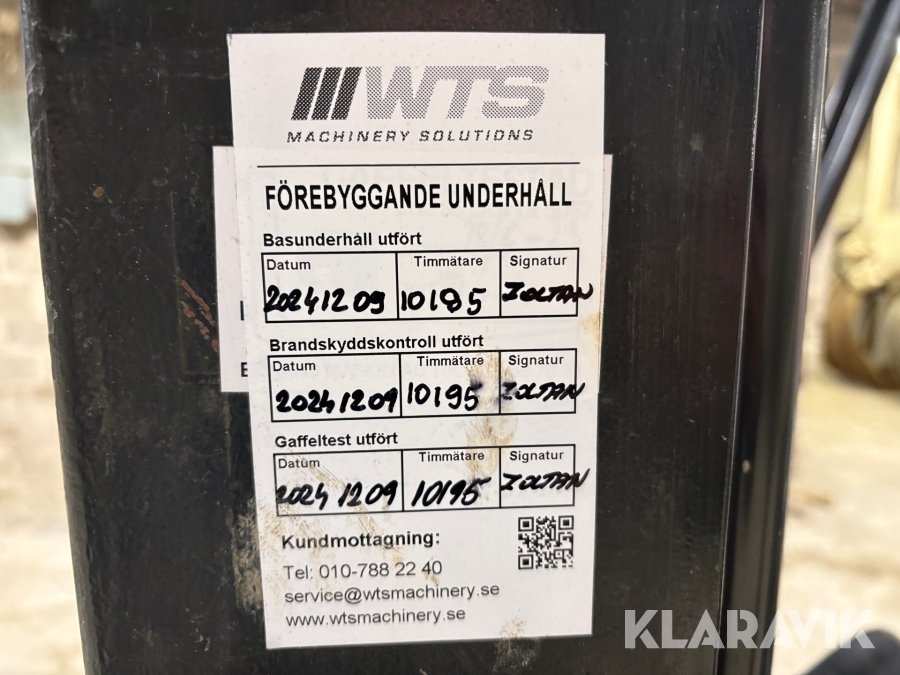 WTS
MACHINERY SOLUTIONS
FÖREBYGGANDE UNDERHÅLL
Basunderhåll utfört
Datum Timmätare Signatur
20241209 10195 ZOLTAN
Brandskyddskontroll utfört
Datum Timmätare Signatur
20241209 10195 ZOLTAN
Gaffeltest utfört
Datum Timmätare Signatur
20241209 10195 ZOLTAN
Kundmottagning:
Tel: 010-788 22 40
service@wtsmachinery.se
www.wtsmachinery.se
KLARAVIK